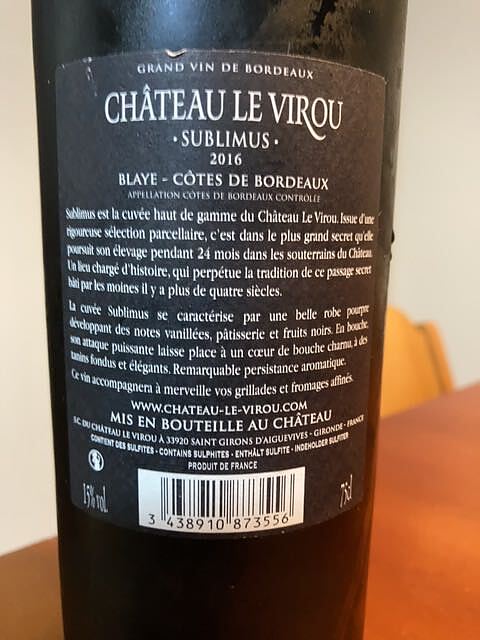 GRAND VIN DE BORDEAUX
CHÂTEAU LE VIROU
• SUBLIMUS •
2016
BLAYE - CÔTES DE BORDEAUX
APPELLATION CÔTES DE BORDEAUX CONTRÔLÉE
Sublimus est la cuvée haut de gamme du Château Le Virou. Issue d'une
rigoureuse sélection parcellaire, c'est dans le plus grand secret qu'elle
poursuit son élevage pendant 24 mois dans les souterrains du Château.
Un lieu chargé d'histoire, qui perpétue la tradition de ce passage secret
bâti par les moines il y a plus de quatre siècles.
La cuvée Sublimus se caractérise par une belle robe pourpre
développant des notes vanillées, pâtisserie et fruits noirs. En bouche,
son attaque puissante laisse place à un cœur de bouche charnu, à des
tanins fondus et élégants. Remarquable persistance aromatique.
Ce vin accompagnera à merveille vos grillades et fromages affinés.
WWW.CHATEAU-LE-VIROU.COM
MIS EN BOUTEILLE AU CHÂTEAU
S.C. DU CHÂTEAU LE VIROU À 33920 SAINT GIRONS D'AIGUEVIVES - GIRONDE - FRANCE
CONTIENT DES SULFITES - CONTAINS SULPHITES - ENTHÄLT SULFITE - INDEHOLDER SULFITTER
PRODUIT DE FRANCE
15% vol.
75cl
3 438910 873556